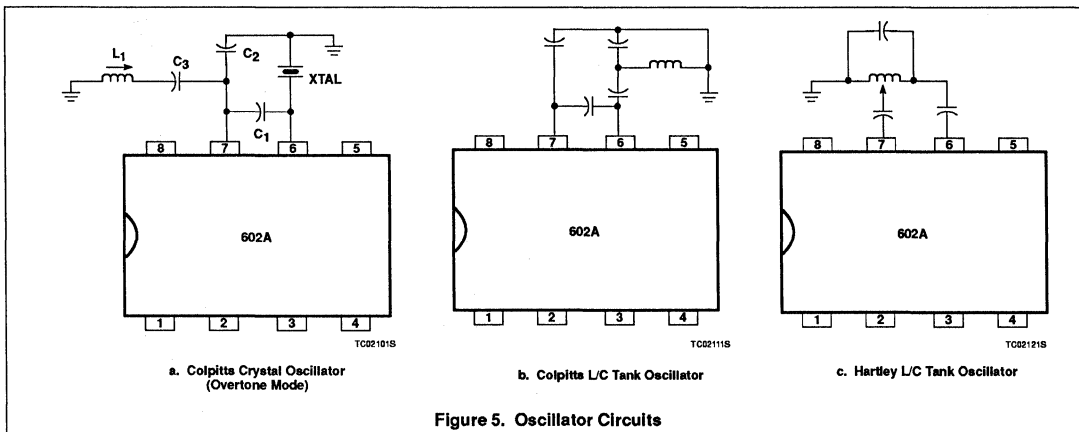 L1
C3
C2
XTAL
C1
8 7 6 5
602A
1 2 3 4
TC02101S
a. Colpitts Crystal Oscillator
(Overtone Mode)
8 7 6 5
602A
1 2 3 4
TC02111S
b. Colpitts L/C Tank Oscillator
8 7 6 5
602A
1 2 3 4
TC02121S
c. Hartley L/C Tank Oscillator
Figure 5. Oscillator Circuits